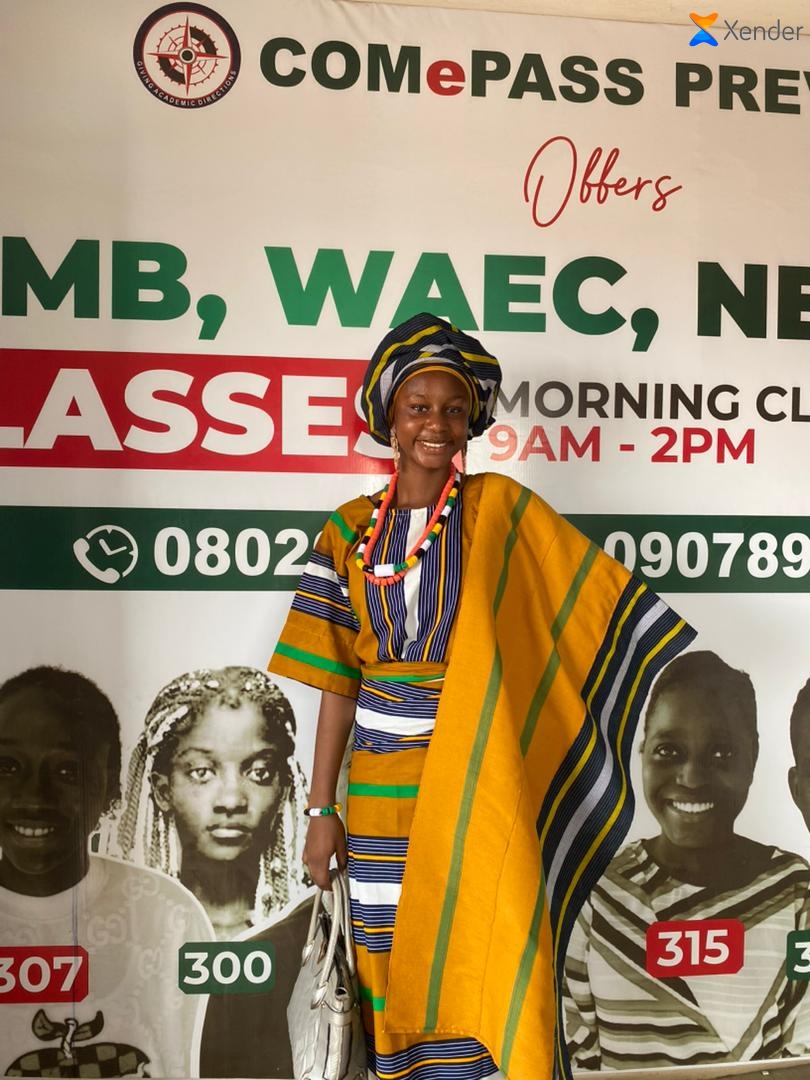 Xender
GIVING ACADEMIC DIRECTIONS
COMePASS PREV
Offers
MB, WAEC, NE
LASSES MORNING CL
9AM - 2PM
0802 090789
307 300 315 3